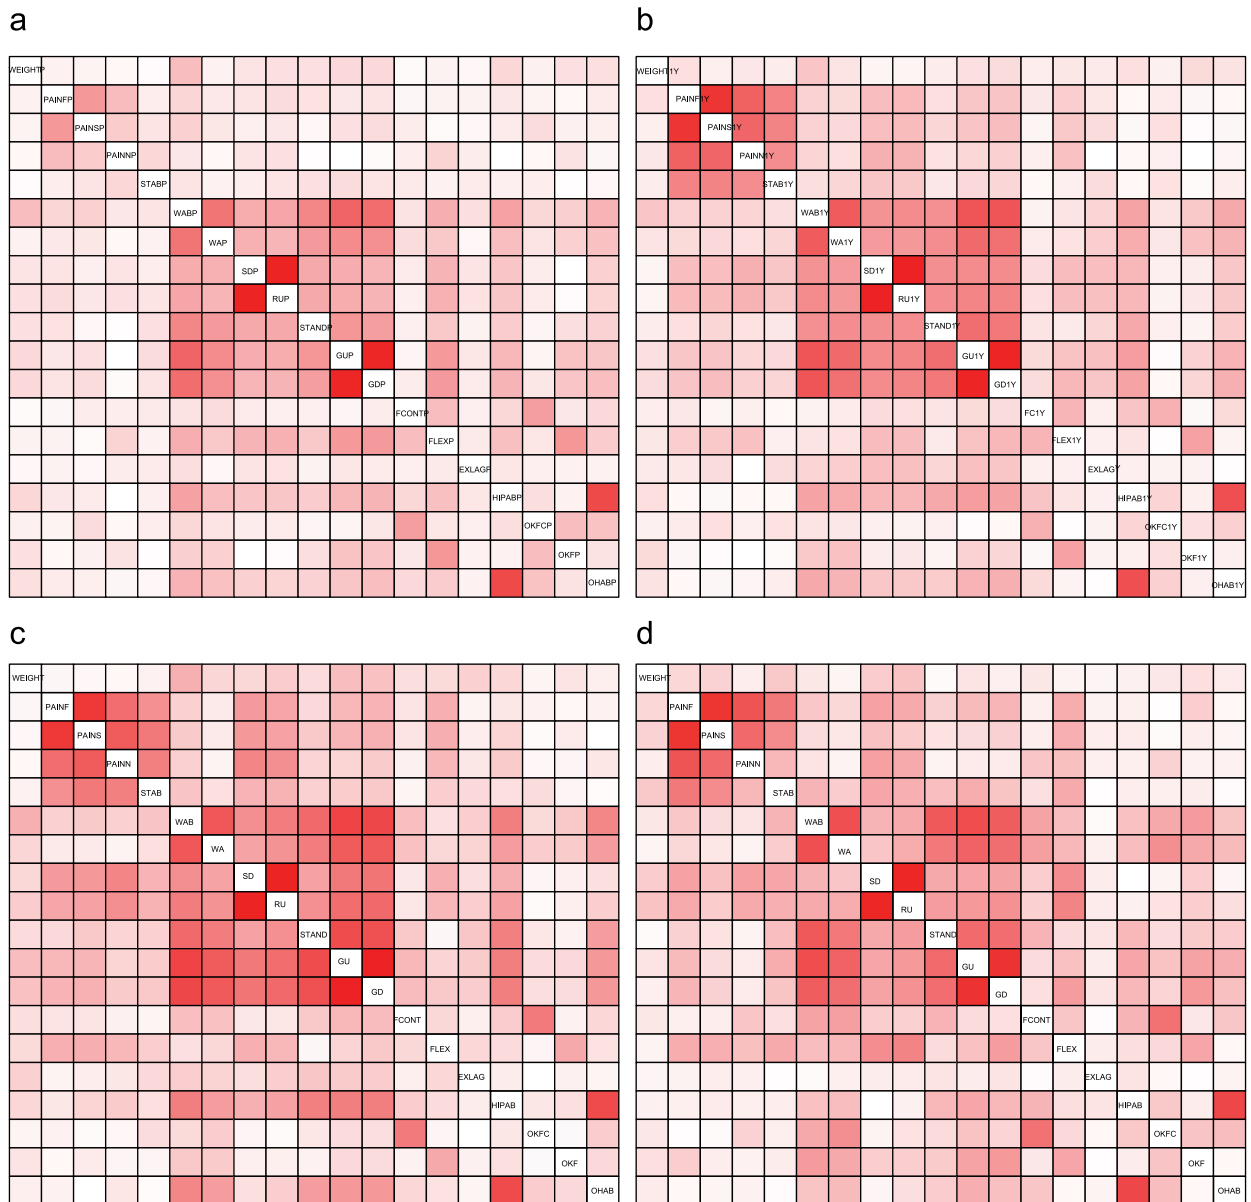 a
WEIGHTP
PAINFP
PAINSP
PAINNP
STABP
WABP
WAP
SDP
RUP
STANDP
GUP
GDP
FCONTP
FLEXP
EXLAGP
HIPABP
OKFCP
OKFP
OHABP
b
WEIGHT1Y
PAINF1Y
PAINS1Y
PAINN1Y
STAB1Y
WAB1Y
WA1Y
SD1Y
RU1Y
STAND1Y
GU1Y
GD1Y
FC1Y
FLEX1Y
EXLAGY
HIPAB1Y
OKFC1Y
OKF1Y
OHAB1Y
c
WEIGHT
PAINF
PAINS
PAINN
STAB
WAB
WA
SD
RU
STAND
GU
GD
FCONT
FLEX
EXLAG
HIPAB
OKFC
OKF
OHAB
d
WEIGHT
PAINF
PAINS
PAINN
STAB
WAB
WA
SD
RU
STAND
GU
GD
FCONT
FLEX
EXLAG
HIPAB
OKFC
OKF
OHAB